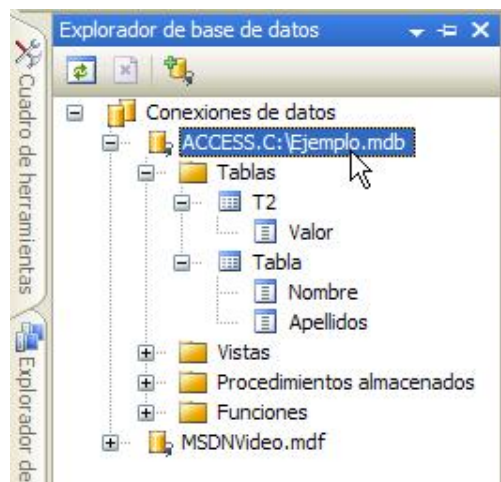 Explorador de base de datos
Cuadro de herramientas
Conexiones de datos
ACCESS.C:\Ejemplo.mdb
Tablas
T2
Valor
Tabla
Nombre
Apellidos
Vistas
Procedimientos almacenados
Funciones
MSDNVideo.mdf
Explorador de